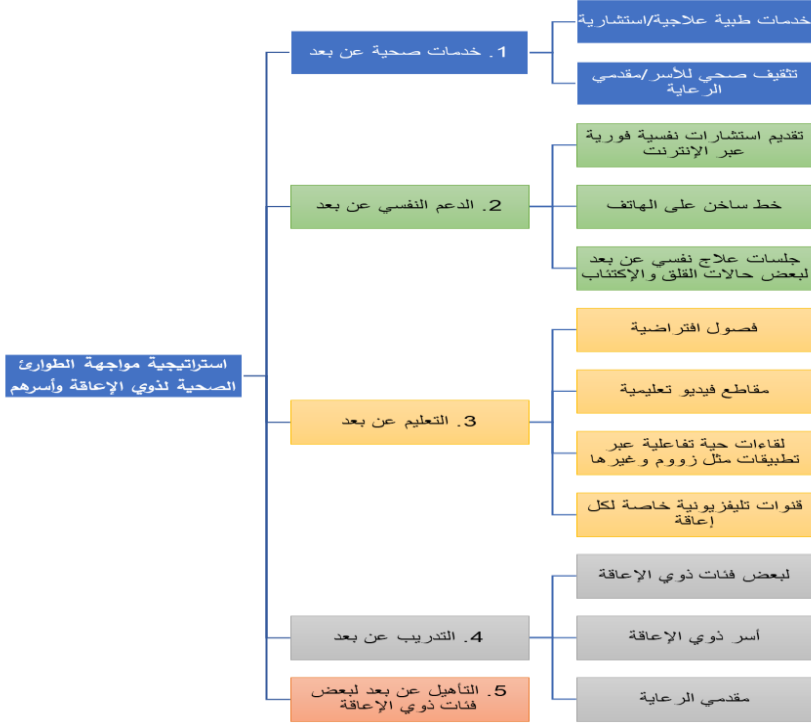 استراتيجية مواجهة الطوارئ
الصحية لذوي الإعاقة وأسرهم
1. خدمات صحية عن بعد
خدمات طبية علاجية/استشارية
تثقيف صحي للأسر/مقدمي
الرعاية
2. الدعم النفسي عن بعد
تقديم استشارات نفسية فورية
عبر الإنترنت
خط ساخن على الهاتف
جلسات علاج نفسي عن بعد
لبعض حالات القلق والإكتئاب
3. التعليم عن بعد
فصول افتراضية
مقاطع فيديو تعليمية
لقاءات حية تفاعلية عبر
تطبيقات مثل زووم وغيرها
قنوات تليفزيونية خاصة لكل
إعاقة
4. التدريب عن بعد
لبعض فئات ذوي الإعاقة
أسر ذوي الإعاقة
مقدمي الرعاية
5. التأهيل عن بعد لبعض
فئات ذوي الإعاقة